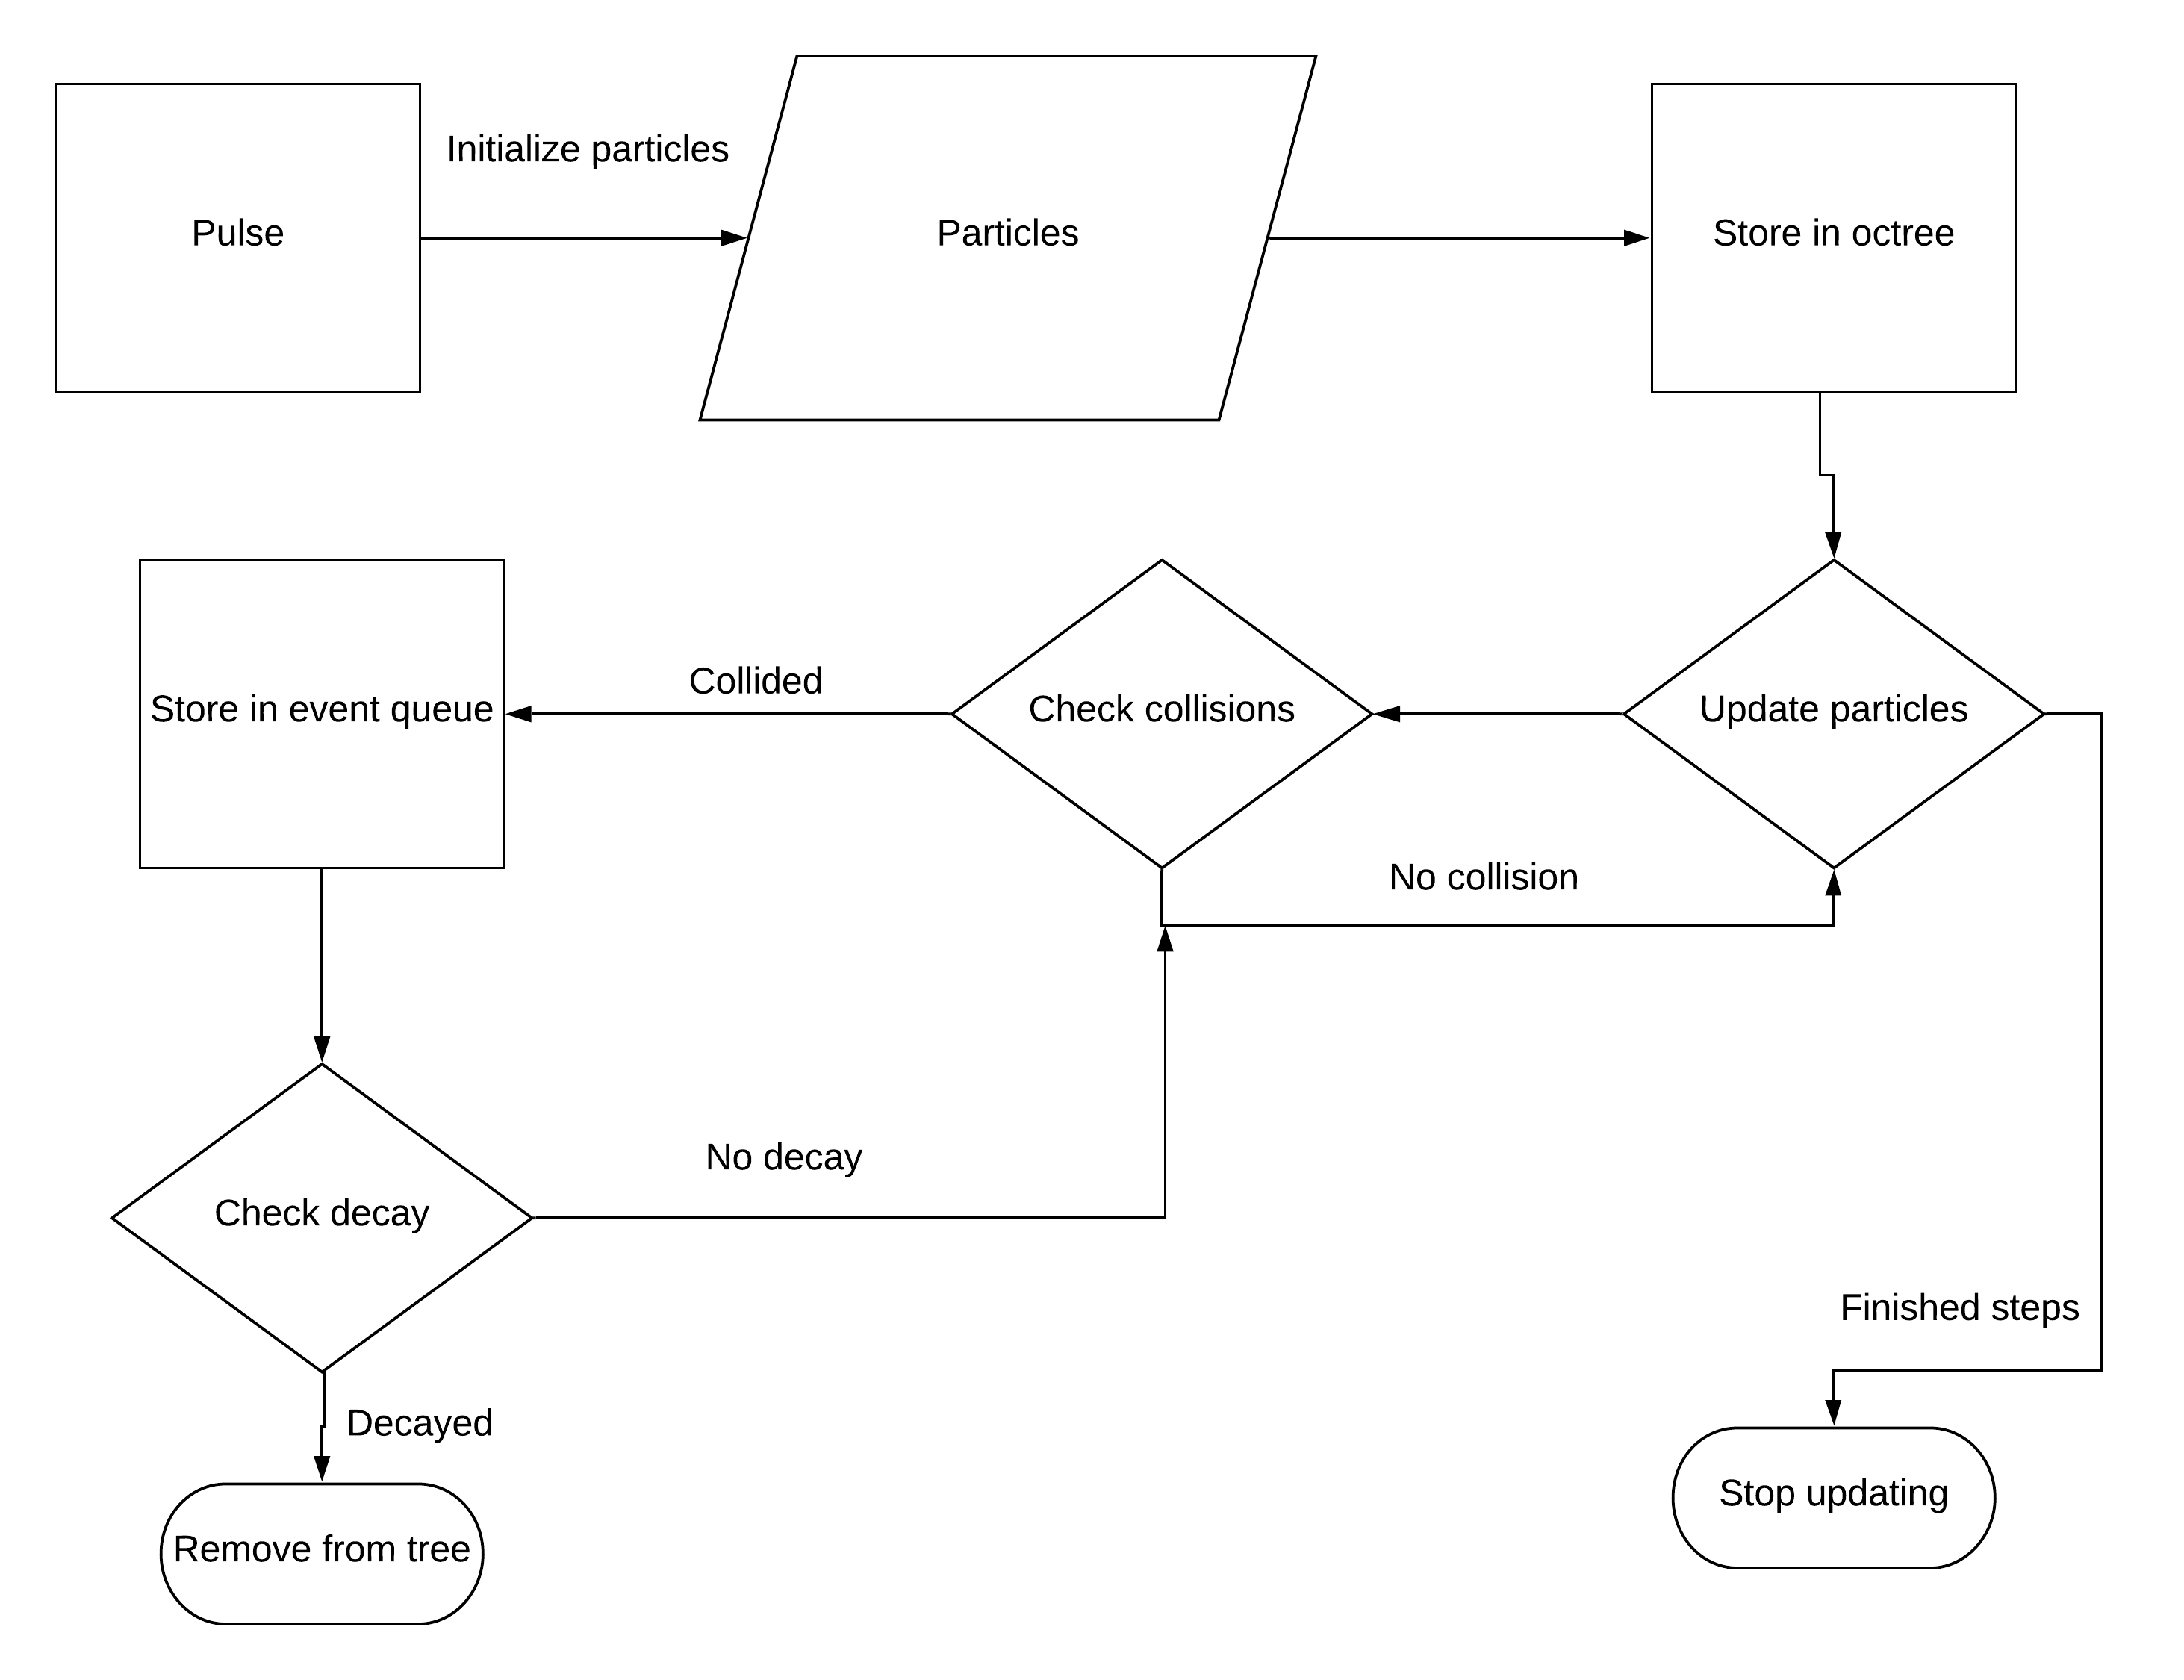 Pulse
Initialize particles
Particles
Store in octree
Store in event queue
Collided
Check collisions
Update particles
No collision
Check decay
No decay
Finished steps
Decayed
Stop updating
Remove from tree